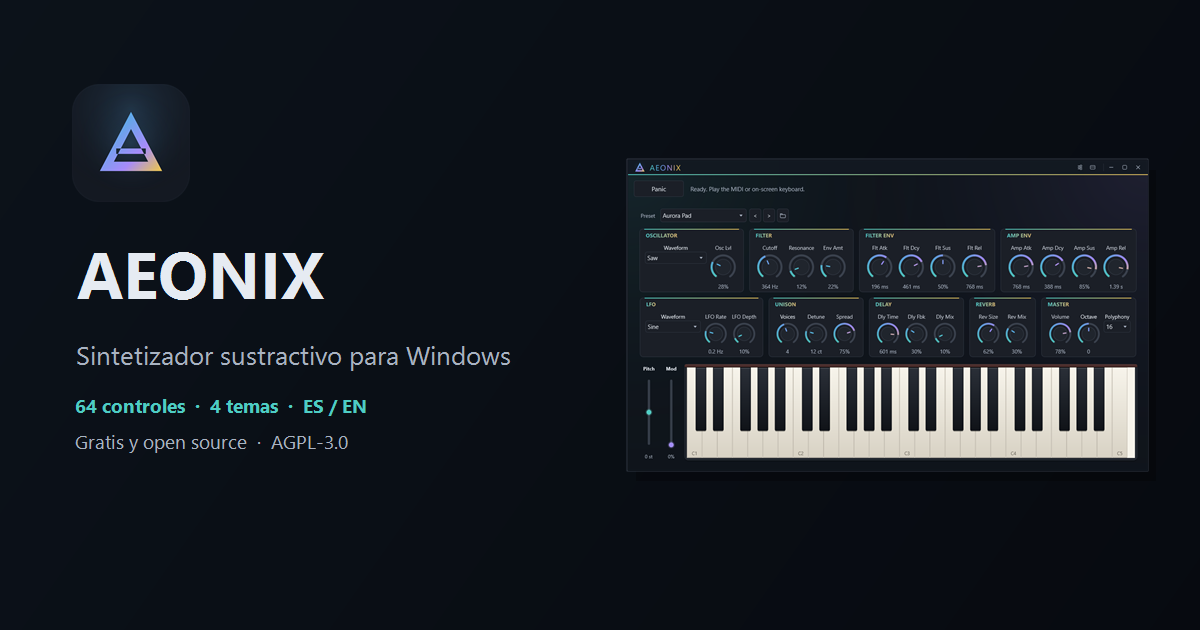 AEONIX
Sintetizador sustractivo para Windows
64 controles · 4 temas · ES / EN
Gratis y open source · AGPL-3.0
AEONIX
Panic Ready. Play the MIDI or on-screen keyboard.
Preset Aurora Pad
OSCILLATOR FILTER FILTER ENV AMP ENV
Waveform Osc Lvl Cutoff Resonance Env Amt Flt Atk Flt Dcy Flt Sus Flt Rel Amp Atk Amp Dcy Amp Sus Amp Rel
Saw
28% 364 Hz 12% 22% 196 ms 461 ms 50% 768 ms 768 ms 388 ms 85% 1.39 s
LFO UNISON DELAY REVERB MASTER
Waveform LFO Rate LFO Depth Voices Detune Spread Dly Time Dly Fbk Dly Mix Rev Size Rev Mix Volume Octave Polyphony
Sine 16
0.2 Hz 10% 4 12 ct 75% 601 ms 30% 10% 62% 30% 78% 0
Pitch Mod
C1 C2 C3 C4 C5
0 ct 0%